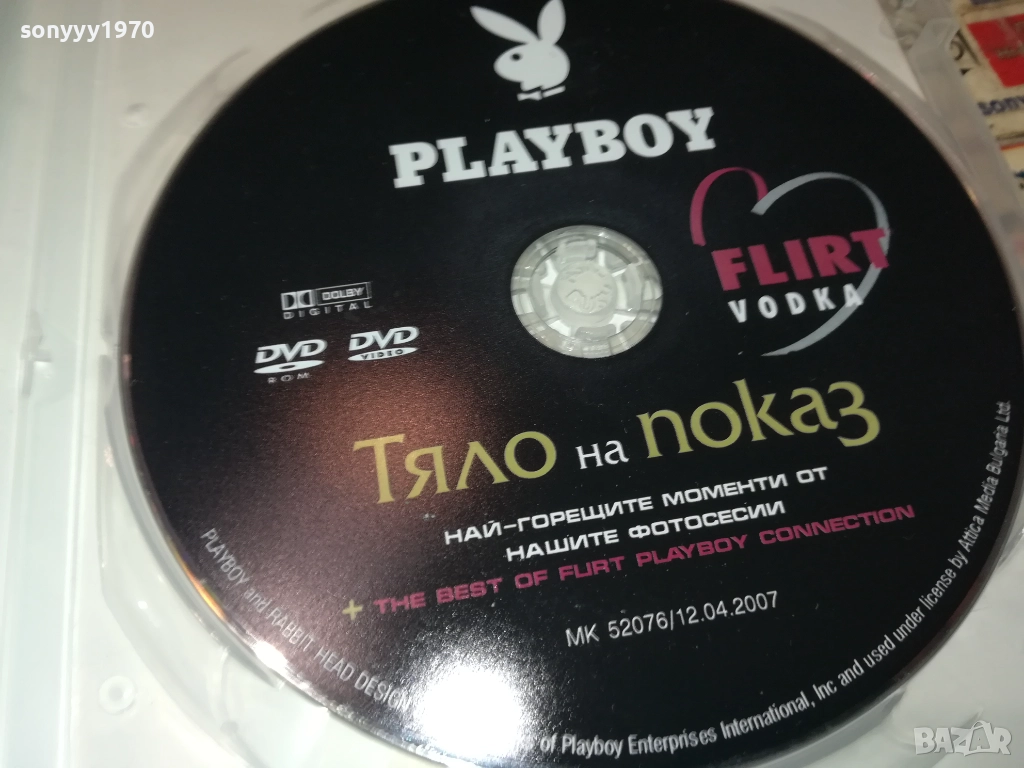 sonyyy1970
PLAYBOY
FLIRT
VODKA
DOLBY
DIGITAL
DVD
ROM
DVD
VIDEO
Тяло на показ
НАЙ-ГОРЕЩИТЕ МОМЕНТИ ОТ
НАШИТЕ ФОТОСЕСИИ
+ THE BEST OF FLIRT PLAYBOY CONNECTION
МК 52076/12.04.2007
PLAYBOY and RABBIT HEAD DESIGN of Playboy Enterprises International, Inc and used under license by Attica Media Bulgaria Ltd.
BAZAR